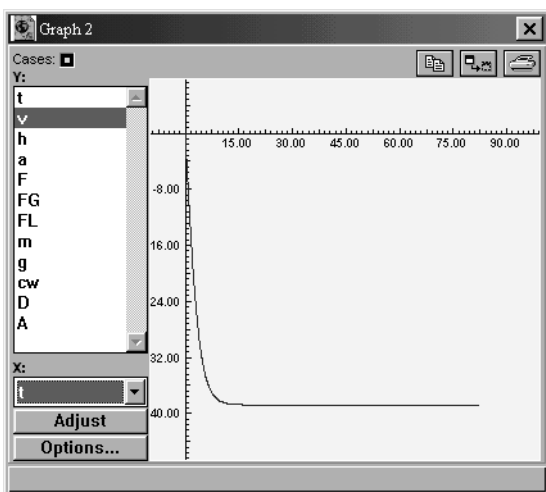 Graph 2
Cases:
Y:
t
v
h
a
F
FG
FL
m
g
cw
D
A
X:
t
Adjust
Options...
15.00 30.00 45.00 60.00 75.00 90.00
-8.00
16.00
24.00
32.00
40.00